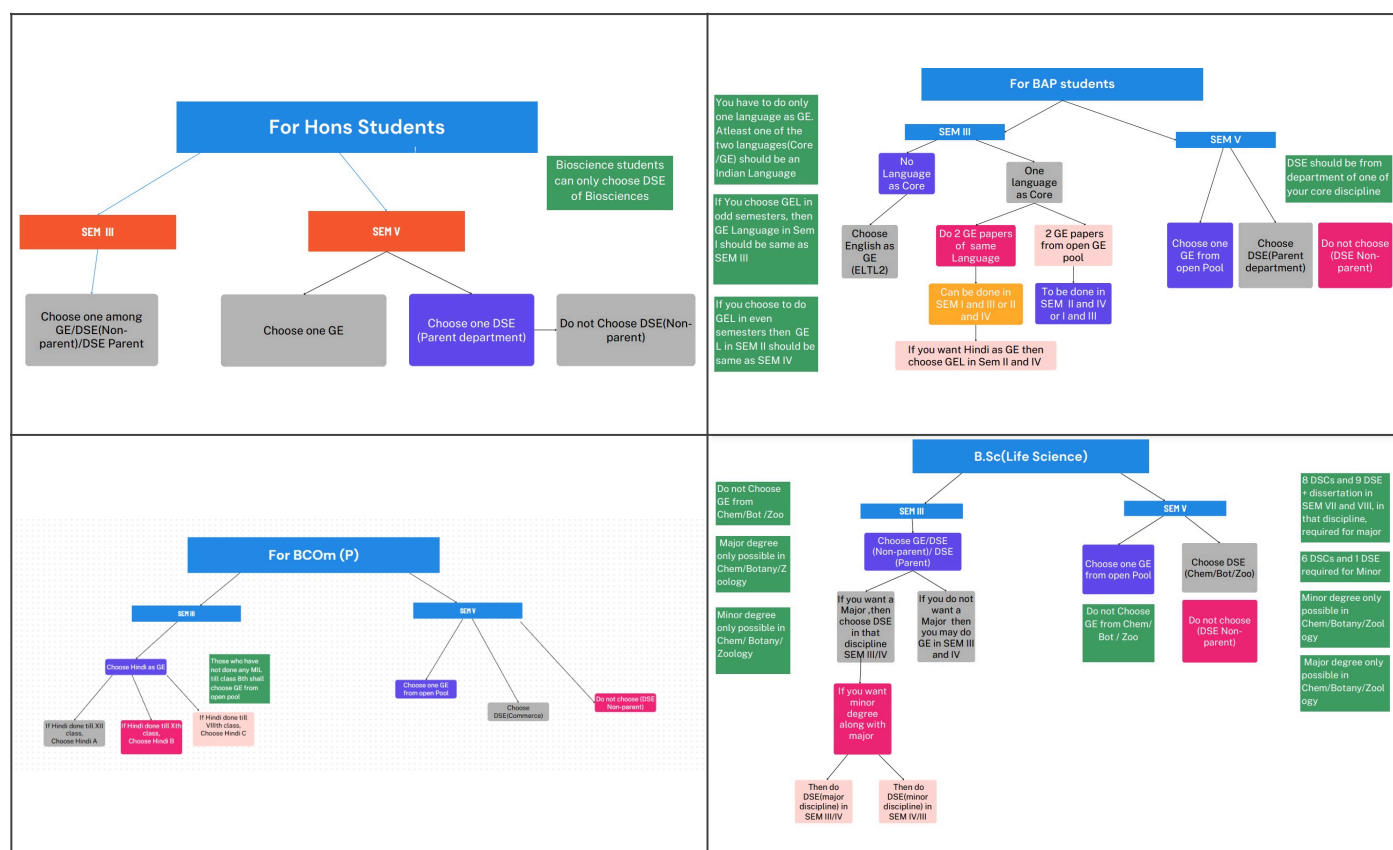 For Hons Students
Bioscience students
can only choose DSE
of Biosciences
SEM III
SEM V
Choose one among
GE/DSE(Non-
parent)/DSE Parent
Choose one GE
Choose one DSE
(Parent department)
Do not Choose DSE(Non-
parent)
For BAP students
You have to do only
one language as GE.
Atleast one of the
two languages(Core
/GE) should be an
Indian Language
If You choose GEL in
odd semesters, then
GE Language in Sem
I should be same as
SEM III
If you choose to do
GEL in even
semesters then GE
L in SEM II should be
same as SEM IV
SEM III
SEM V
No
Language
as Core
One
language
as Core
DSE should be from
department of one of
your core discipline
Choose
English as
GE
(ELTL2)
Do 2 GE papers
of same
Language
2 GE papers
from open GE
pool
Can be done in
SEM I and III or II
and IV
To be done in
SEM II and IV
or I and III
If you want Hindi as GE then
choose GEL in Sem II and IV
Choose one
GE from
open Pool
Choose
DSE(Parent
department)
Do not choose
(DSE Non-
parent)
For BCOm (P)
SEM III
SEM V
Choose Hindi as GE
Those who have
not done any MIL
till class 8th shall
choose GE from
open pool
If Hindi done till XII
class,
Choose Hindi A
If Hindi done till Xth
class,
Choose Hindi B
If Hindi done till
VIIIth class,
Choose Hindi C
Choose one GE
from open Pool
Choose
DSE(Commerce)
Do not choose (DSE
Non-parent)
B.Sc(Life Science)
Do not Choose
GE from
Chem/Bot /Zoo
Major degree
only possible in
Chem/Botany/Z
oology
Minor degree
only possible in
Chem/ Botany/
Zoology
SEM III
SEM V
Choose GE/DSE
(Non-parent)/ DSE
(Parent)
If you want a
Major ,then
choose DSE
in that
discipline
SEM III/IV
If you do not
want a
Major then
you may do
GE in SEM III
and IV
If you want
minor
degree
along with
major
Then do
DSE(major
discipline) in
SEM III/IV
Then do
DSE(minor
discipline) in
SEM IV/III
Choose one GE
from open Pool
Do not Choose
GE from Chem/
Bot / Zoo
Choose DSE
(Chem/Bot/Zoo)
Do not choose
(DSE Non-
parent)
8 DSCs and 9 DSE
+ dissertation in
SEM VII and VIII, in
that discipline,
required for major
6 DSCs and 1 DSE
required for Minor
Minor degree only
possible in
Chem/Botany/Zool
ogy
Major degree only
possible in
Chem/Botany/Zool
ogy